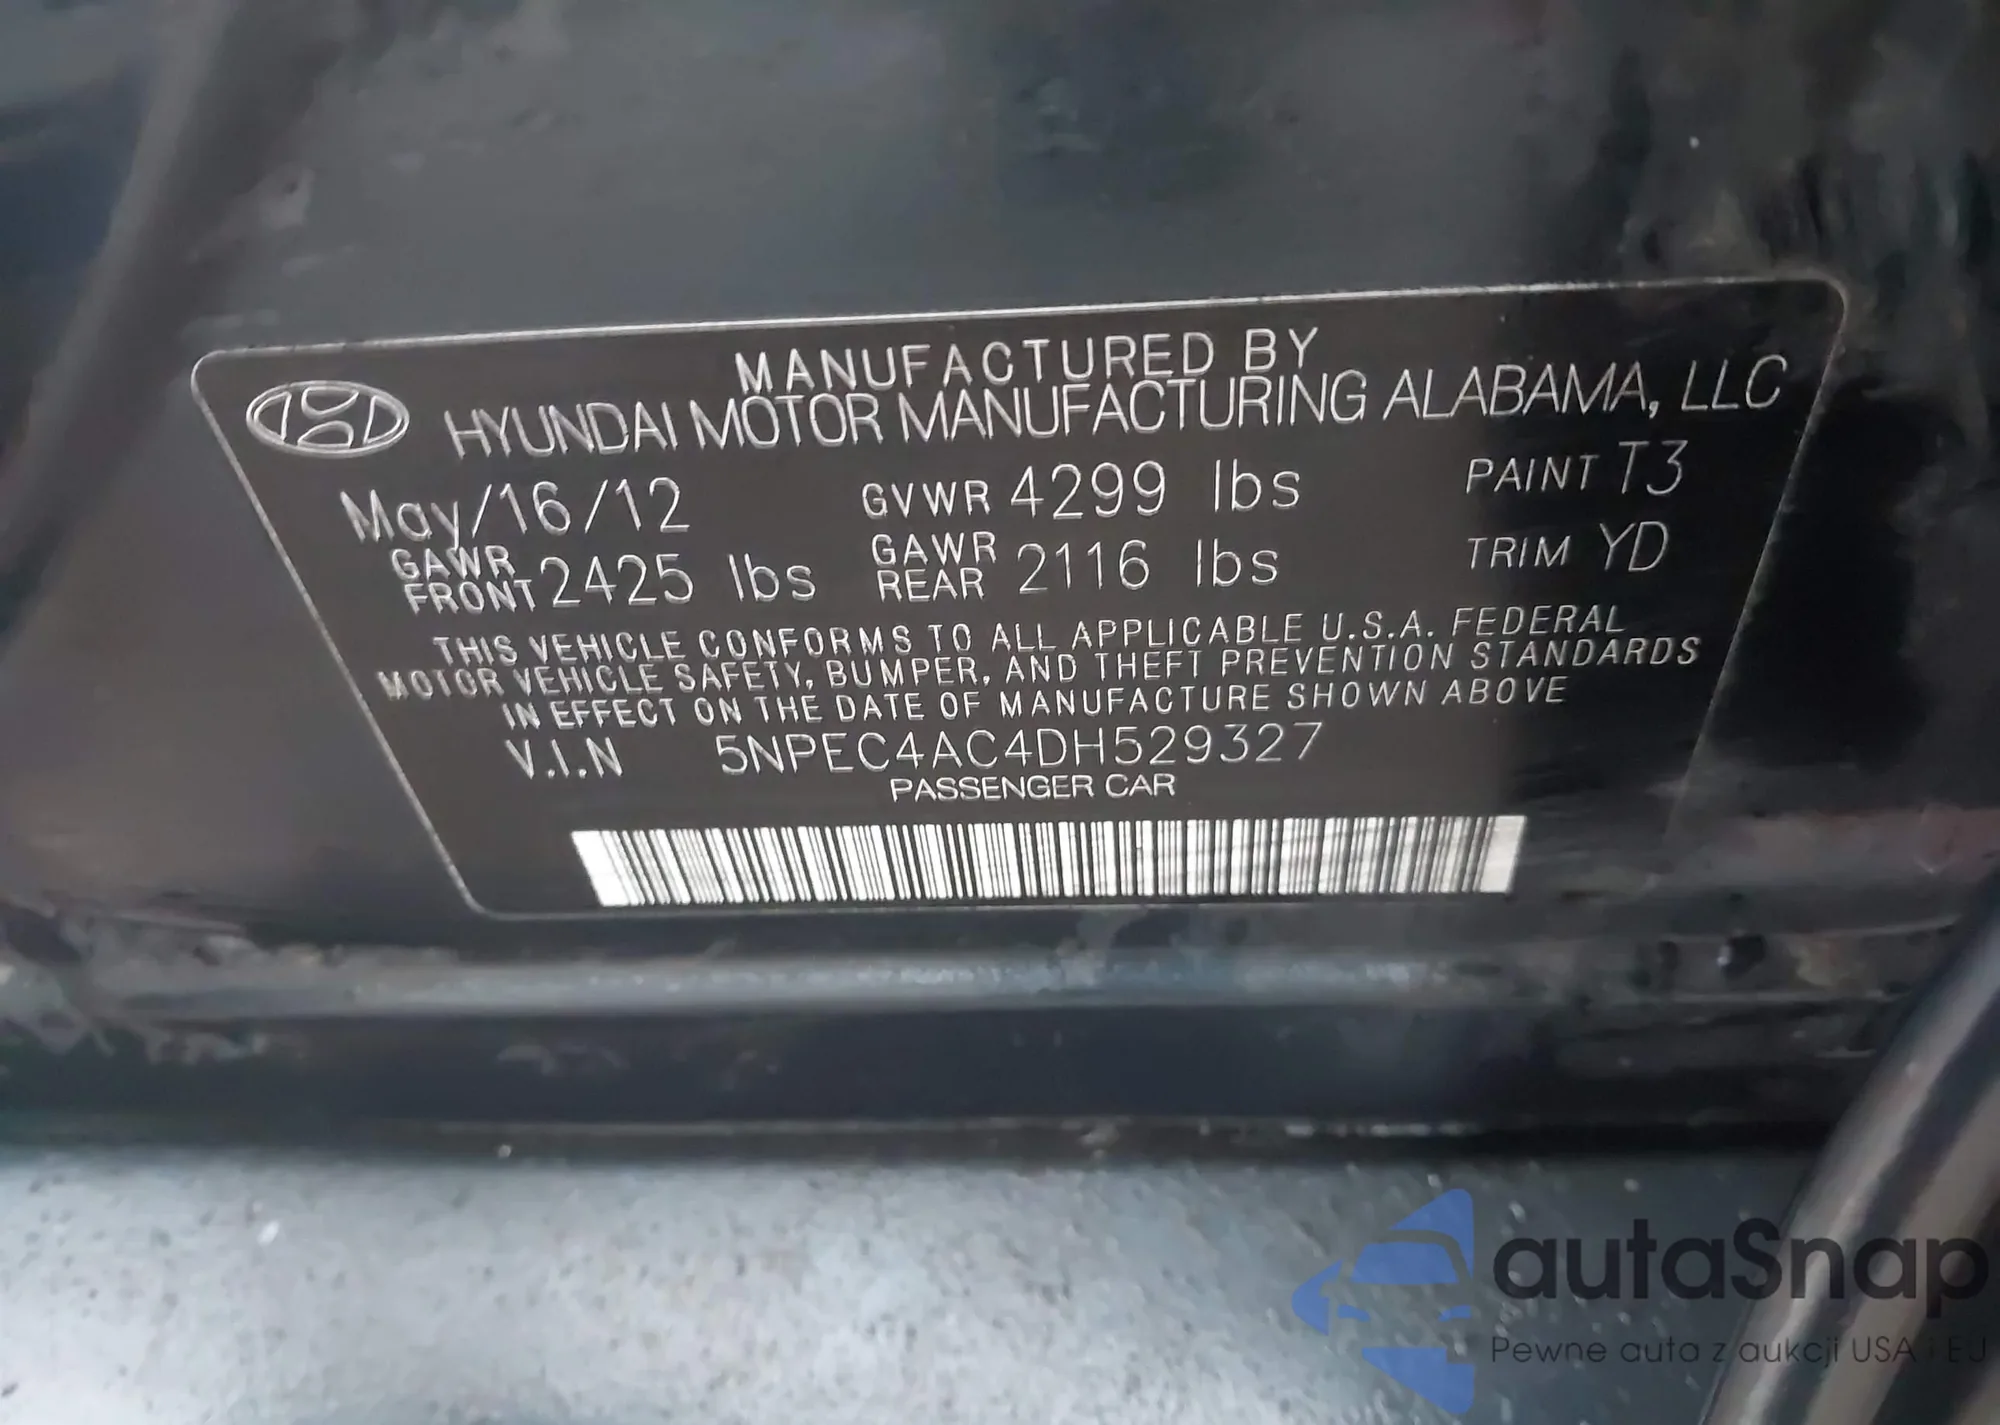 MANUFACTURED BY
HYUNDAI MOTOR MANUFACTURING ALABAMA, LLC
May/16/12 GVWR 4299 lbs PAINT T3
GAWR FRONT 2425 lbs GAWR REAR 2116 lbs TRIM YD
THIS VEHICLE CONFORMS TO ALL APPLICABLE U.S.A. FEDERAL
MOTOR VEHICLE SAFETY, BUMPER, AND THEFT PREVENTION STANDARDS
IN EFFECT ON THE DATE OF MANUFACTURE SHOWN ABOVE
V.I.N 5NPEC4AC4DH529327
PASSENGER CAR
autaSnap
Pewne auta z aukcji USA i EU